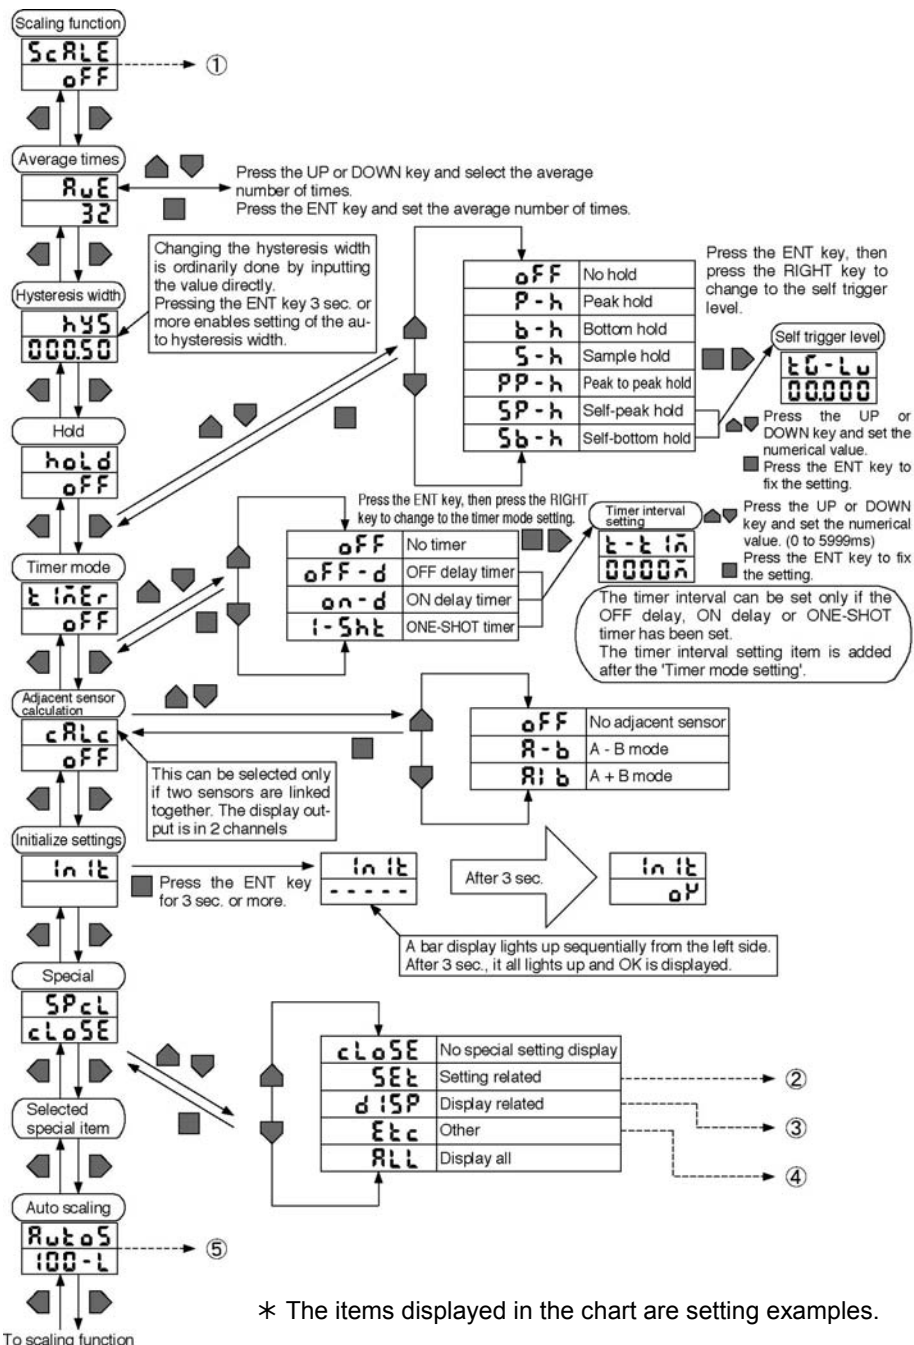 Scaling function
ScALE
oFF
①
Average times
AvE
32
Press the UP or DOWN key and select the average
number of times.
Press the ENT key and set the average number of times.
Changing the hysteresis width
is ordinarily done by inputting
the value directly.
Pressing the ENT key 3 sec. or
more enables setting of the au-
to hysteresis width.
Hysteresis width
hyS
000.50
oFF No hold
P-h Peak hold
b-h Bottom hold
S-h Sample hold
PP-h Peak to peak hold
SP-h Self-peak hold
Sb-h Self-bottom hold
Press the ENT key, then
press the RIGHT key to
change to the self trigger
level.
Self trigger level
tG-Lv
00.000
Press the UP or
DOWN key and set the
numerical value.
Press the ENT key to
fix the setting.
Hold
hoLd
oFF
Press the ENT key, then press the RIGHT
key to change to the timer mode setting.
Timer mode
tImEr
oFF
oFF No timer
oFF-d OFF delay timer
on-d ON delay timer
1-Sht ONE-SHOT timer
Timer interval
setting
t-tIm
0000m
Press the UP or DOWN
key and set the numerical
value. (0 to 5999ms)
Press the ENT key to fix
the setting.
The timer interval can be set only if the
OFF delay, ON delay or ONE-SHOT
timer has been set.
The timer interval setting item is added
after the 'Timer mode setting'.
Adjacent sensor
calculation
cALc
oFF
This can be selected only
if two sensors are linked
together. The display out-
put is in 2 channels
oFF No adjacent sensor
A-b A - B mode
A1b A + B mode
Initialize settings
InIt
Press the ENT key
for 3 sec. or more.
InIt
-----
After 3 sec.
InIt
oK
A bar display lights up sequentially from the left side.
After 3 sec., it all lights up and OK is displayed.
Special
SPcL
cLoSE
cLoSE No special setting display
SEt Setting related
②
dISP Display related
③
Etc Other
④
ALL Display all
Selected
special item
Auto scaling
AutoS
100-L
⑤
To scaling function
＊ The items displayed in the chart are setting examples.